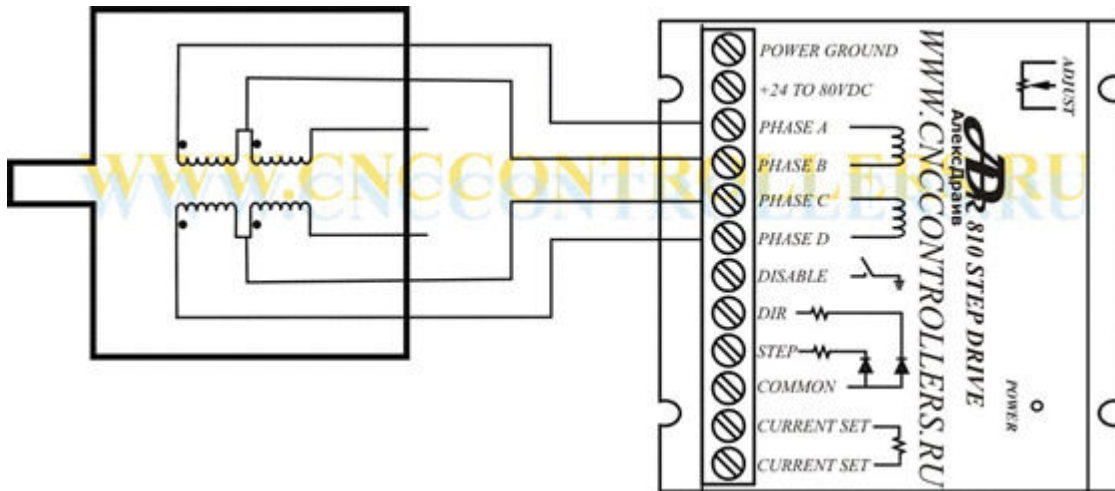 POWER GROUND
+24 TO 80VDC
PHASE A
PHASE B
PHASE C
PHASE D
DISABLE
DIR
STEP
COMMON
CURRENT SET
CURRENT SET
WWW.CNCCONTROLLERS.RU
АлексДрайв
R 810 STEP DRIVE
ADJUST
POWER
WWW.CNCCONTROLLERS.RU